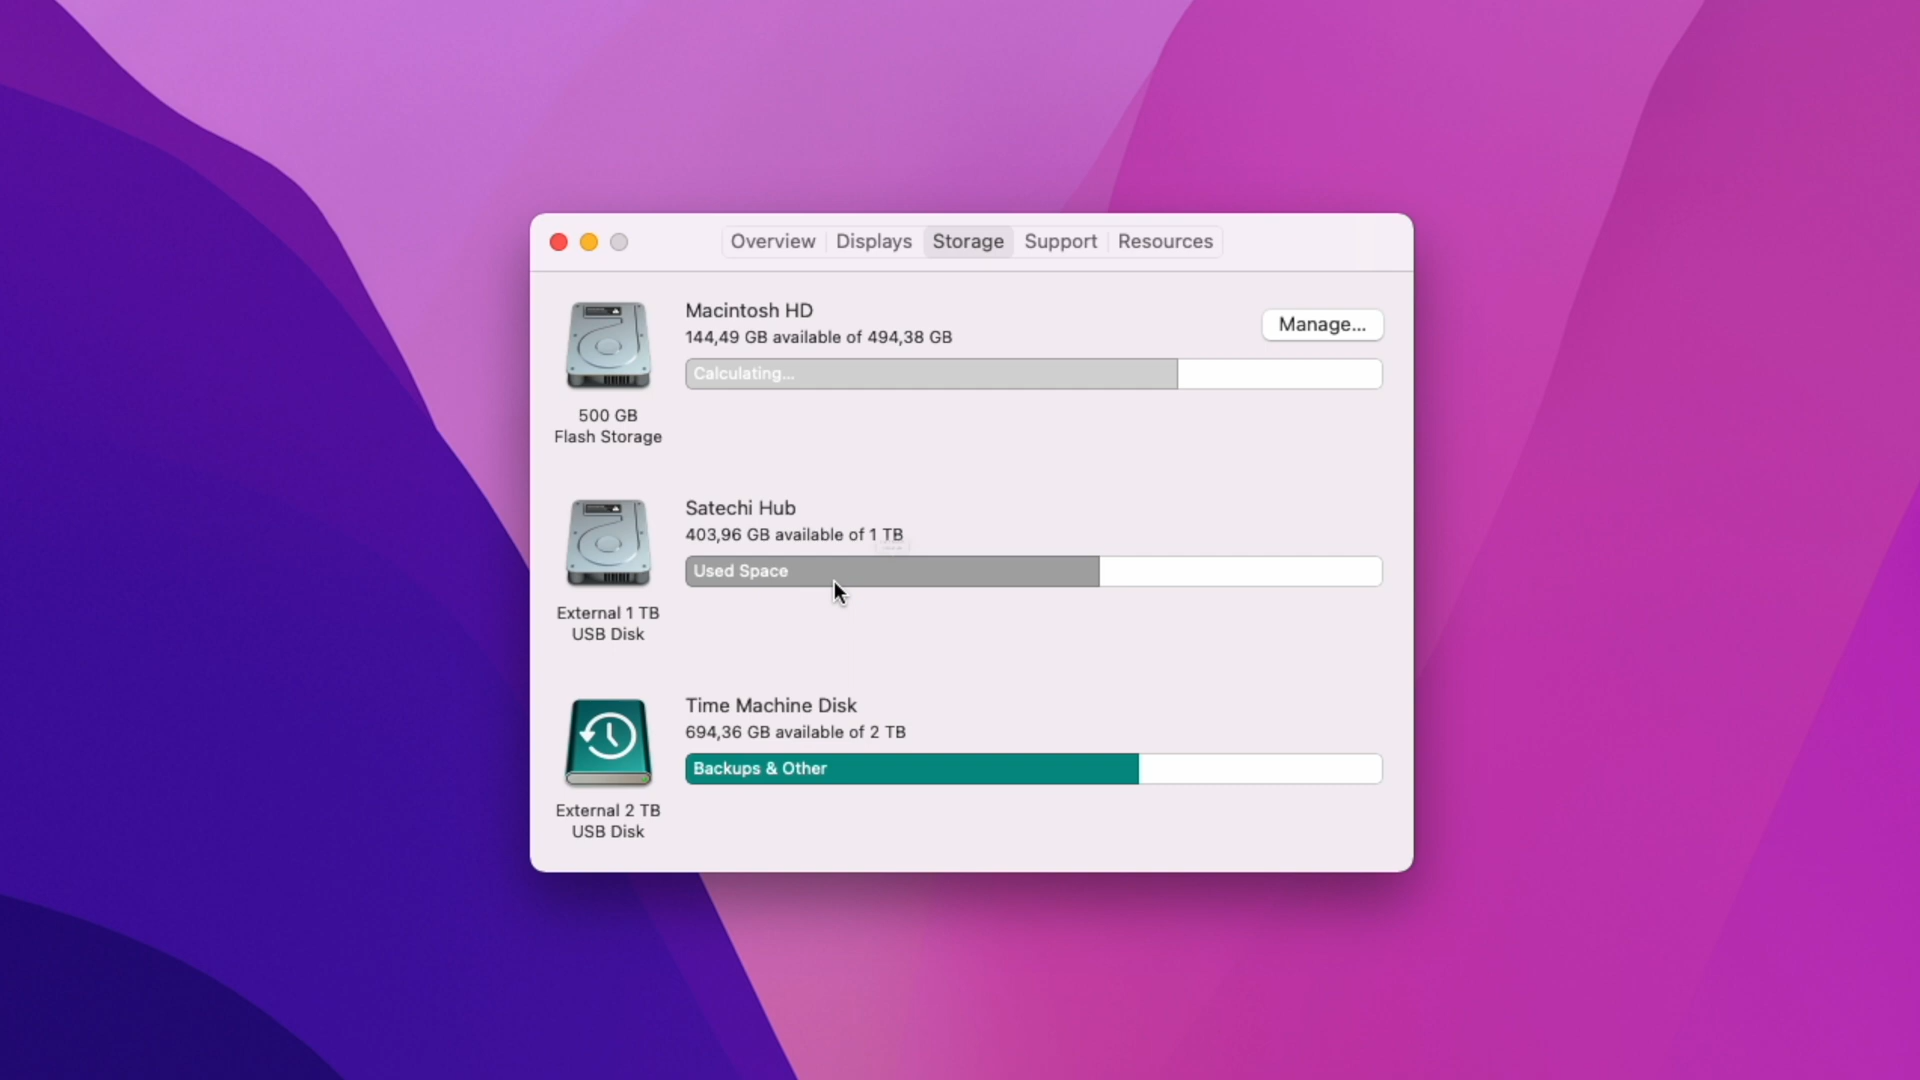 Overview Displays Storage Support Resources
Macintosh HD
144,49 GB available of 494,38 GB
Manage...
Calculating...
500 GB
Flash Storage
Satechi Hub
403,96 GB available of 1 TB
Used Space
External 1 TB
USB Disk
Time Machine Disk
694,36 GB available of 2 TB
Backups & Other
External 2 TB
USB Disk